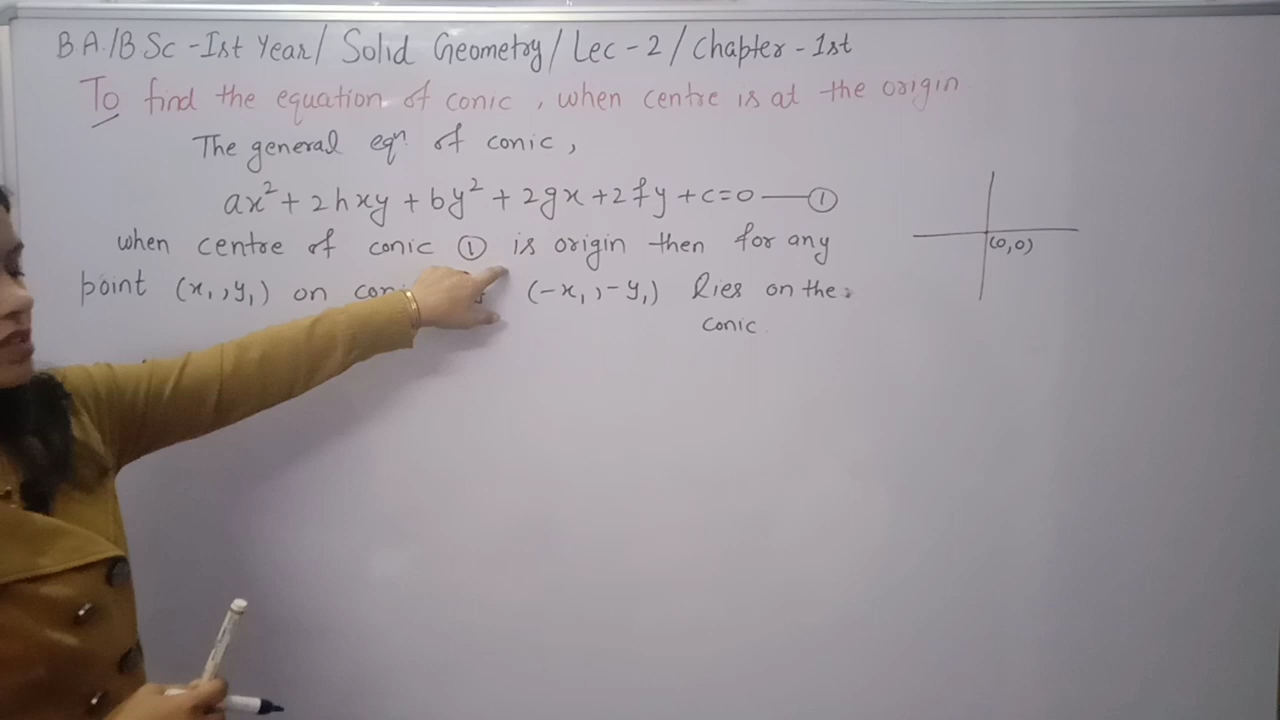 B.A./B.Sc - Ist Year / Solid Geometry / Lec - 2 / Chapter - 1st
To find the equation of conic, when centre is at the origin
The general eqn of conic,
ax² + 2hxy + by² + 2gx + 2fy + c = 0 — ①
when centre of conic ① is origin then for any
point (x₁, y₁) on (-x₁, -y₁) lies on the
conic.
(0,0)